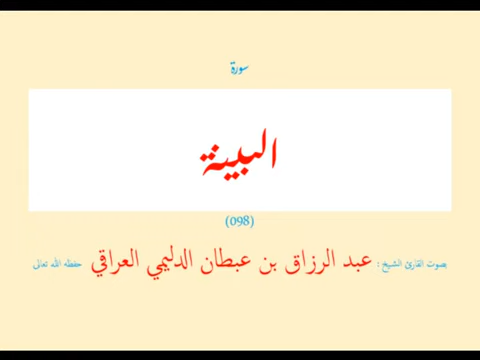 سورة
البينة
(098)
بصوت القارئ الشيخ : عبد الرزاق بن عبطان الدليمي العراقي حفظه الله تعالى